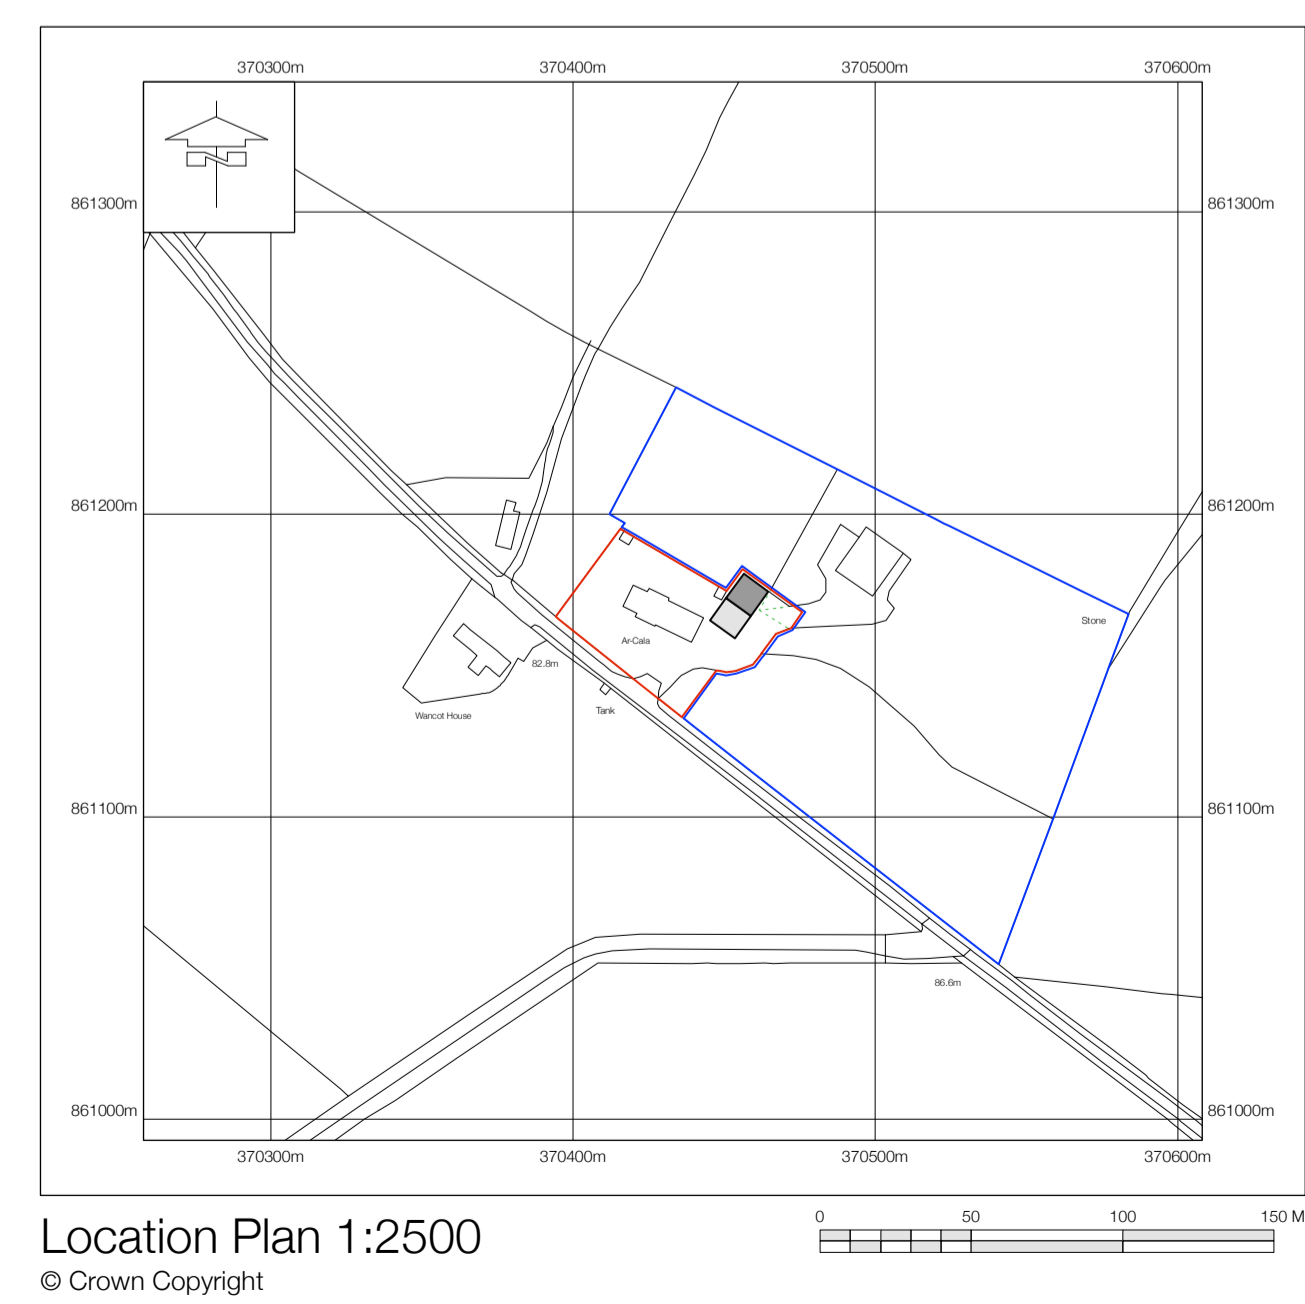 370300m 370400m 370500m 370600m
N
861300m 861300m
861200m 861200m
Stone
Ar-Cala
82.8m
Tank
Wancot House
861100m 861100m
86.6m
861000m 861000m
370300m 370400m 370500m 370600m
Location Plan 1:2500
0 50 100 150 M
© Crown Copyright